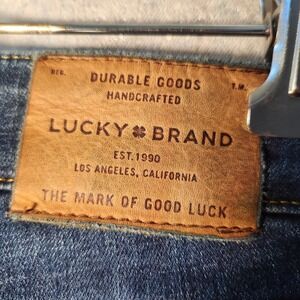 REG. DURABLE GOODS T.M.
HANDCRAFTED
LUCKY BRAND
EST. 1990
LOS ANGELES, CALIFORNIA
THE MARK OF GOOD LUCK